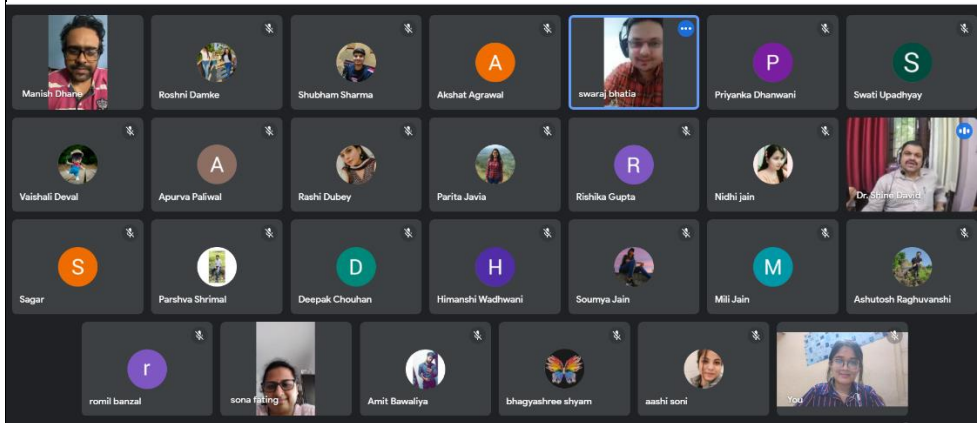 Manish Dhane
Roshni Damke
Shubham Sharma
A
Akshat Agrawal
swaraj bhatia
P
Priyanka Dhanwani
S
Swati Upadhyay
Vaishali Deval
A
Apurva Paliwal
Rashi Dubey
Parita Javia
R
Rishika Gupta
Nidhi jain
Dr. Shine David
S
Sagar
Parshva Shrimal
D
Deepak Chouhan
H
Himanshi Wadhwani
Soumya Jain
M
Mili Jain
Ashutosh Raghuvanshi
r
romil banzal
sona fating
Amit Bawaliya
bhagyashree shyam
aashi soni
You